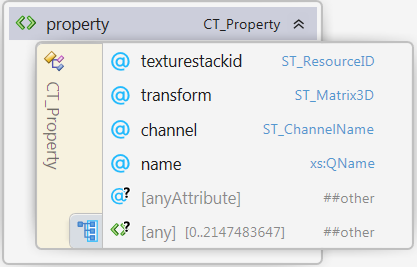 property CT_Property
CT_Property
@ texturestackid ST_ResourceID
@ transform ST_Matrix3D
@ channel ST_ChannelName
@ name xs:QName
@? [anyAttribute] ##other
<>? [any] [0..2147483647] ##other